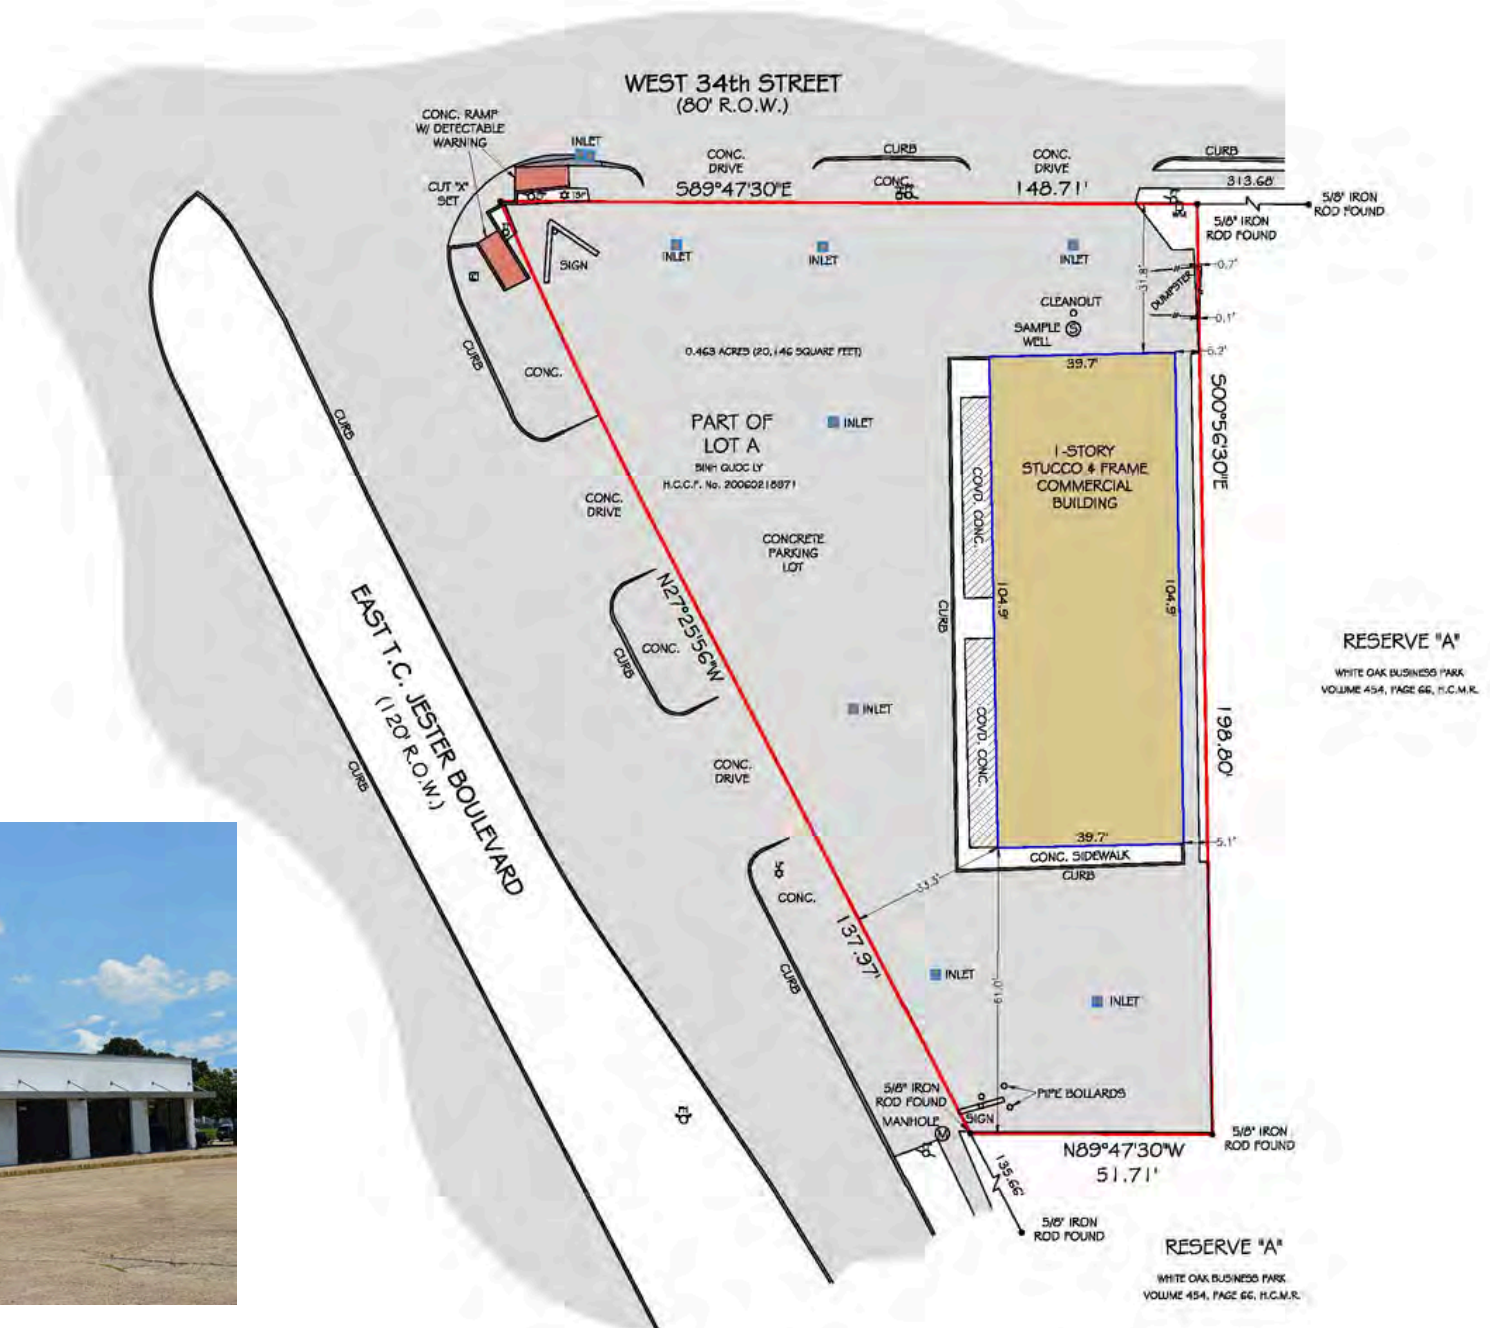 WEST 34th STREET
(80' R.O.W.)
CONC. RAMP
W/ DETECTABLE
WARNING
INLET
CONC.
DRIVE
CURB
CONC.
DRIVE
CURB
CUT "X"
SET
S89°47'30"E
CONC.
148.71'
313.68'
5/8" IRON
ROD FOUND
5/8" IRON
ROD FOUND
SIGN
INLET
INLET
INLET
31.8'
DUMPSTER
0.7'
0.1'
CLEANOUT
SAMPLE
WELL
S
CURB
CONC.
0.463 ACRES (20,146 SQUARE FEET)
39.7'
5.2'
S00°56'30"E
CURB
PART OF
LOT A
BINH QUOC LY
H.C.C.F. No. 20060218971
INLET
1-STORY
STUCCO & FRAME
COMMERCIAL
BUILDING
COVD. CONC.
CONC.
DRIVE
CONCRETE
PARKING
LOT
104.9'
104.9'
CURB
EAST T.C. JESTER BOULEVARD
(120' R.O.W.)
N27°25'56"W
CONC.
CURB
RESERVE "A"
WHITE OAK BUSINESS PARK
VOLUME 454, PAGE 66, H.C.M.R.
INLET
COVD. CONC.
198.80'
CURB
CONC.
DRIVE
39.7'
5.1'
CONC. SIDEWALK
CURB
33.3'
CONC.
137.97'
CURB
INLET
61.0'
INLET
5/8" IRON
ROD FOUND
PIPE BOLLARDS
SIGN
MANHOLE
M
5/8" IRON
ROD FOUND
N89°47'30"W
51.71'
135.66'
5/8" IRON
ROD FOUND
RESERVE "A"
WHITE OAK BUSINESS PARK
VOLUME 454, PAGE 66, H.C.M.R.